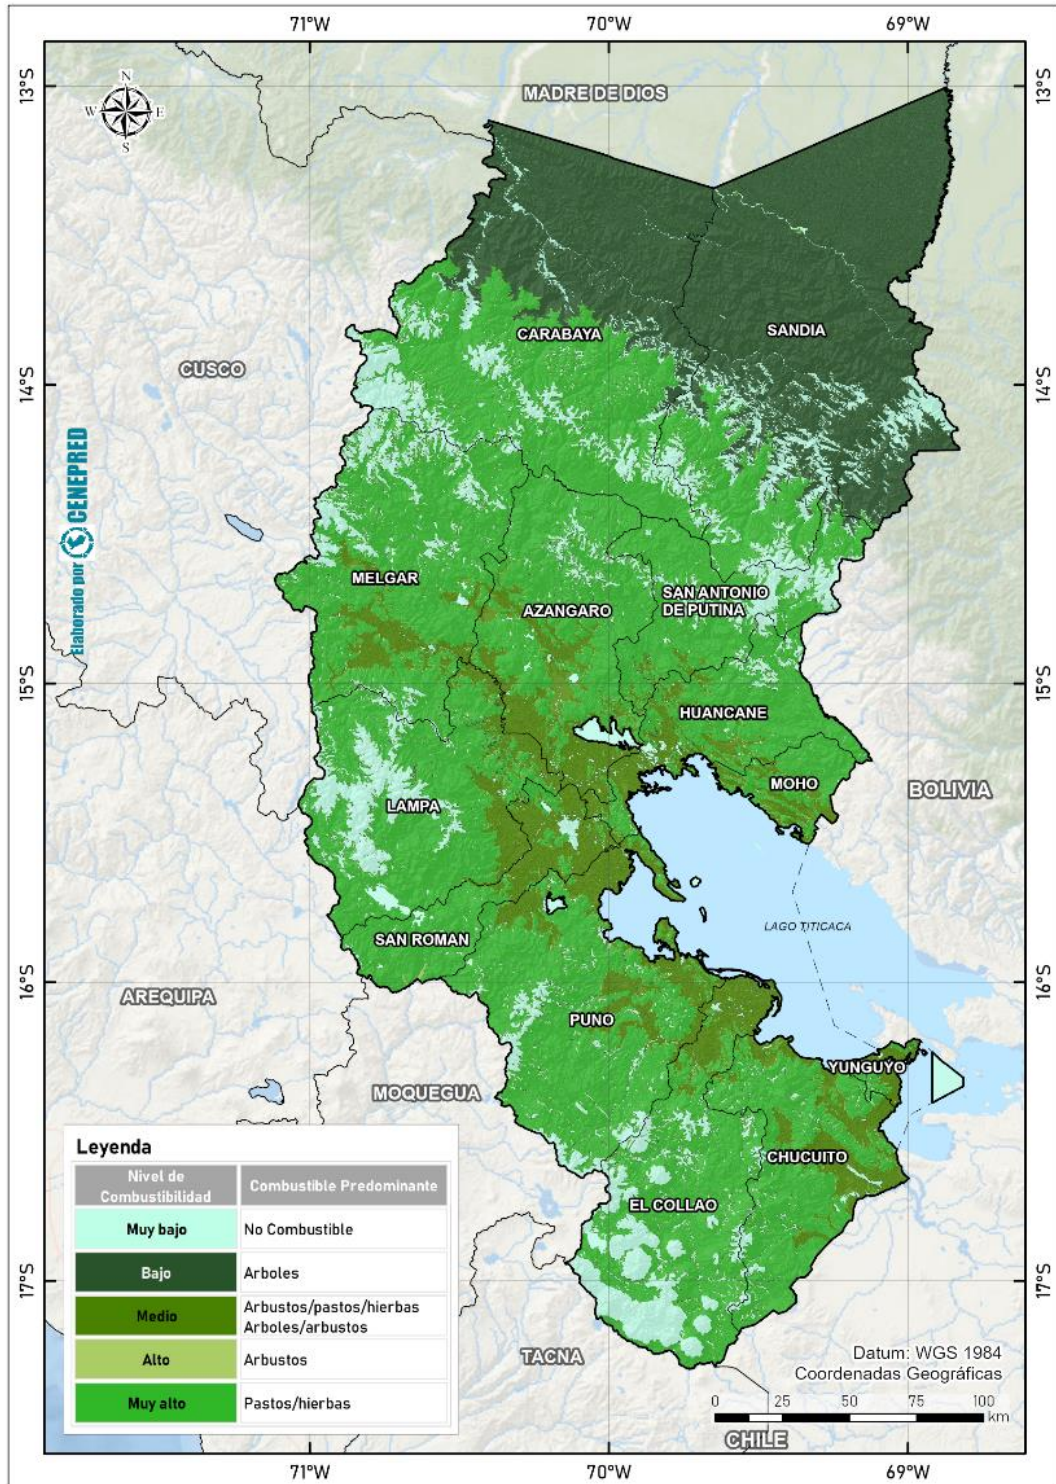 71°W
70°W
69°W
13°S
13°S
N
W
E
S
MADRE DE DIOS
CARABAYA
SANDIA
CUSCO
14°S
14°S
Elaborado por CENEPRED
MELGAR
AZANGARO
SAN ANTONIO
DE PUTINA
15°S
15°S
HUANCANE
MOHO
BOLIVIA
LAMPA
LAGO TITICACA
SAN ROMAN
16°S
16°S
AREQUIPA
PUNO
YUNGUYO
MOQUEGUA
CHUCUITO
EL COLLAO
Leyenda
Nivel de
Combustibilidad
Combustible Predominante
Muy bajo
No Combustible
Bajo
Arboles
Medio
Arbustos/pastos/hierbas
Arboles/arbustos
Alto
Arbustos
Muy alto
Pastos/hierbas
17°S
17°S
TACNA
Datum: WGS 1984
Coordenadas Geográficas
0 25 50 75 100
km
CHILE
71°W
70°W
69°W